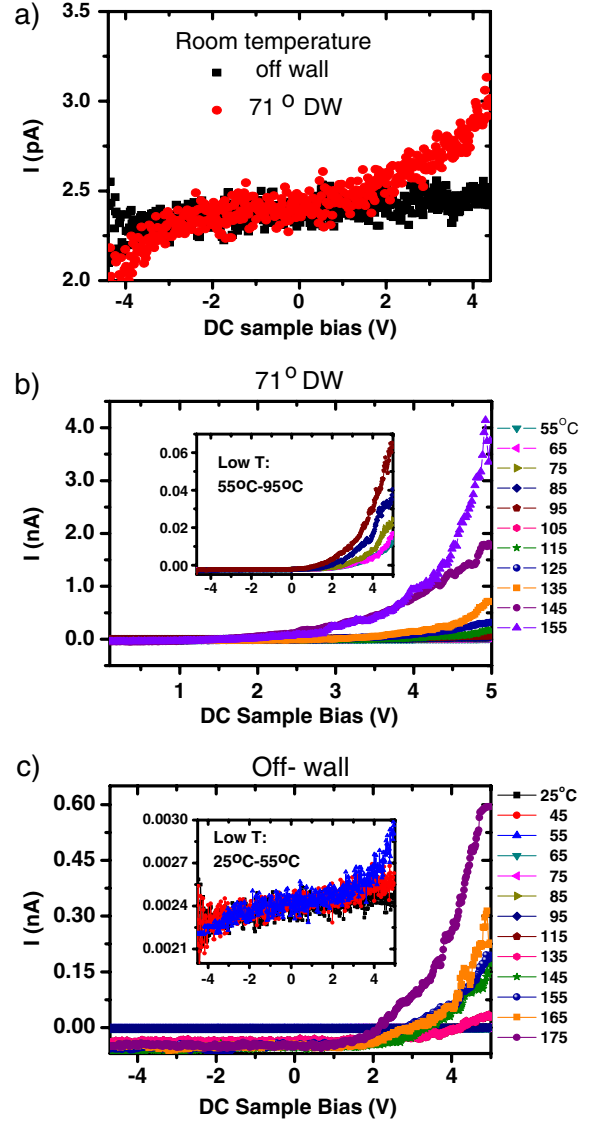 a)
3.5
3.0
2.5
2.0
I (pA)
Room temperature
off wall
71 o DW
-4 -2 0 2 4
DC sample bias (V)
b)
71o DW
4.0
3.0
2.0
1.0
0.0
I (nA)
0.06
0.04
0.02
0.00
Low T:
55oC-95oC
-4 -2 0 2 4
1 2 3 4 5
DC Sample Bias (V)
55oC
65
75
85
95
105
115
125
135
145
155
c)
Off- wall
0.60
0.45
0.30
0.15
0.00
I (nA)
0.0030
0.0027
0.0024
0.0021
Low T:
25oC-55oC
-4 -3 -2 -1 0 1 2 3 4 5
-4 -2 0 2 4
DC Sample Bias (V)
25oC
45
55
65
75
85
95
115
135
145
155
165
175